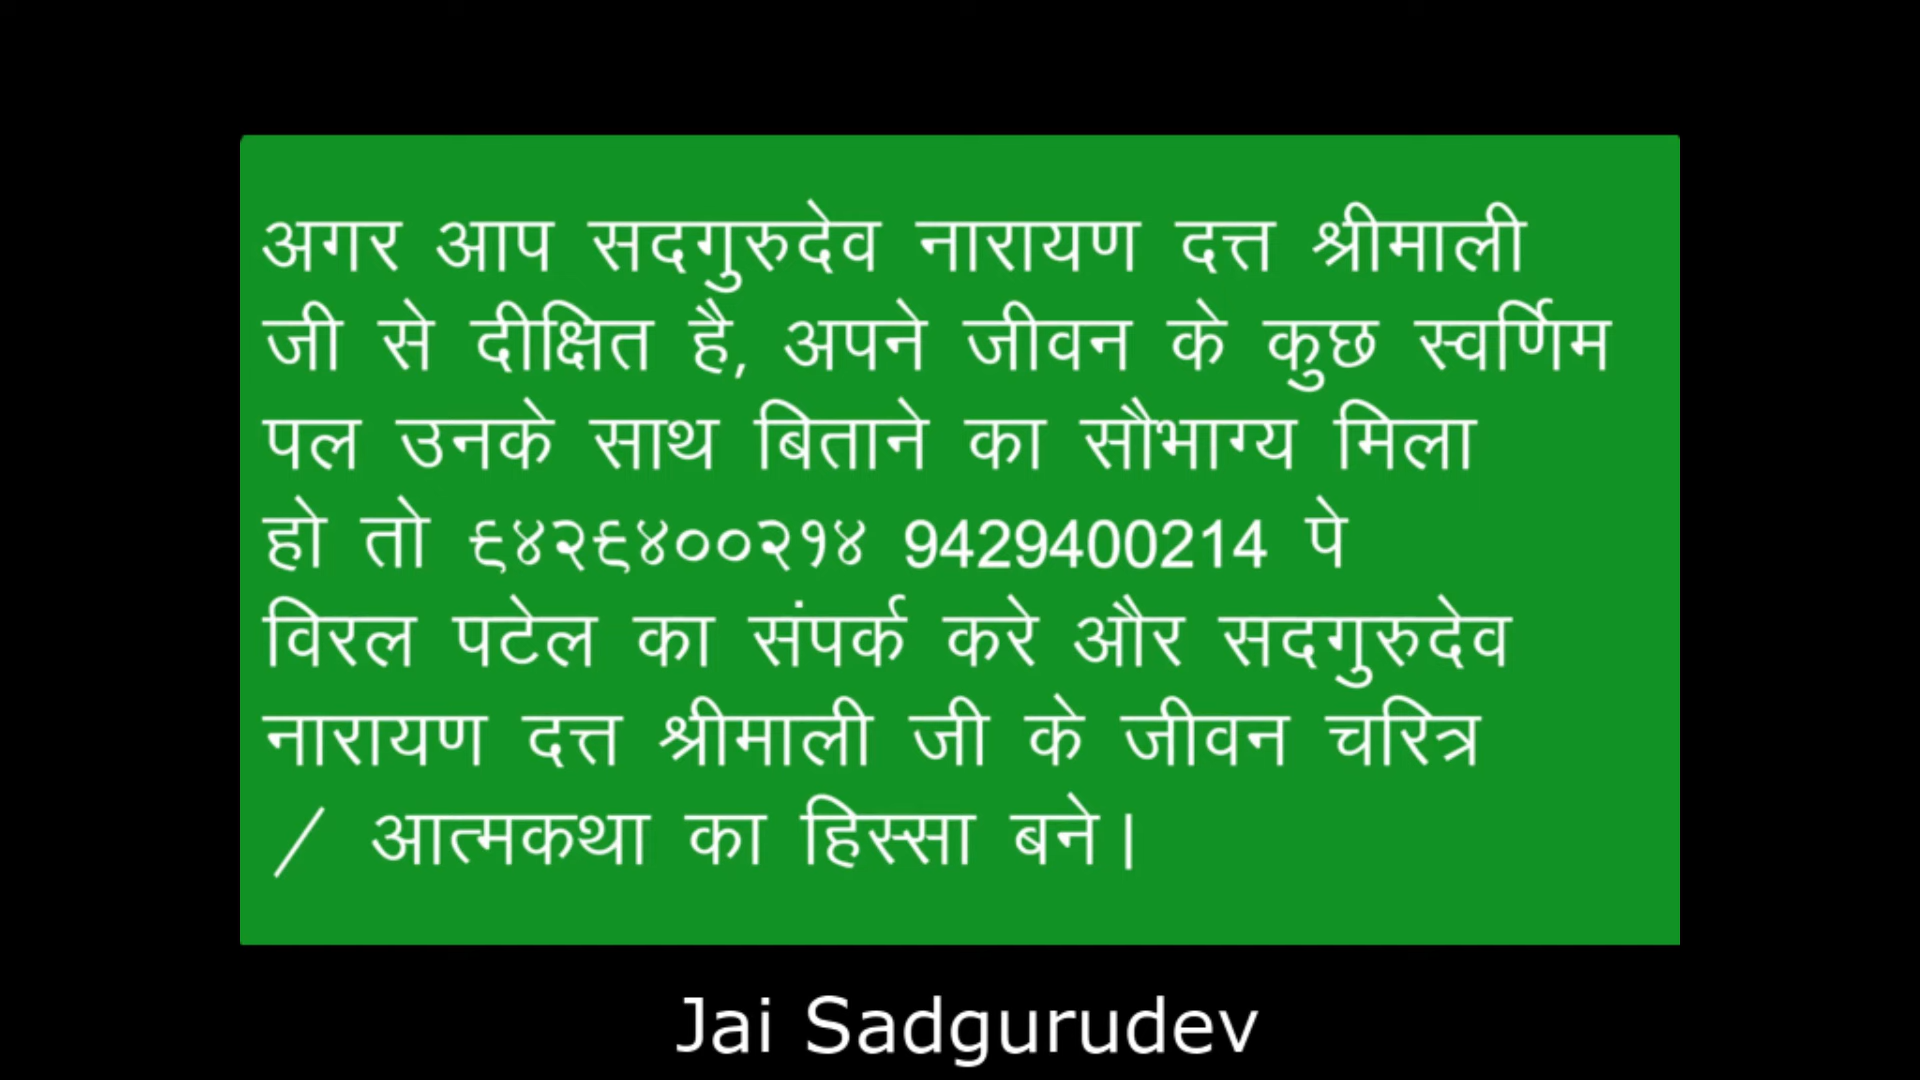 अगर आप सदगुरुदेव नारायण दत्त श्रीमाली
जी से दीक्षित है, अपने जीवन के कुछ स्वर्णिम
पल उनके साथ बिताने का सौभाग्य मिला
हो तो ९४२९४००२१४ 9429400214 पे
विरल पटेल का संपर्क करे और सदगुरुदेव
नारायण दत्त श्रीमाली जी के जीवन चरित्र
/ आत्मकथा का हिस्सा बने।
Jai Sadgurudev